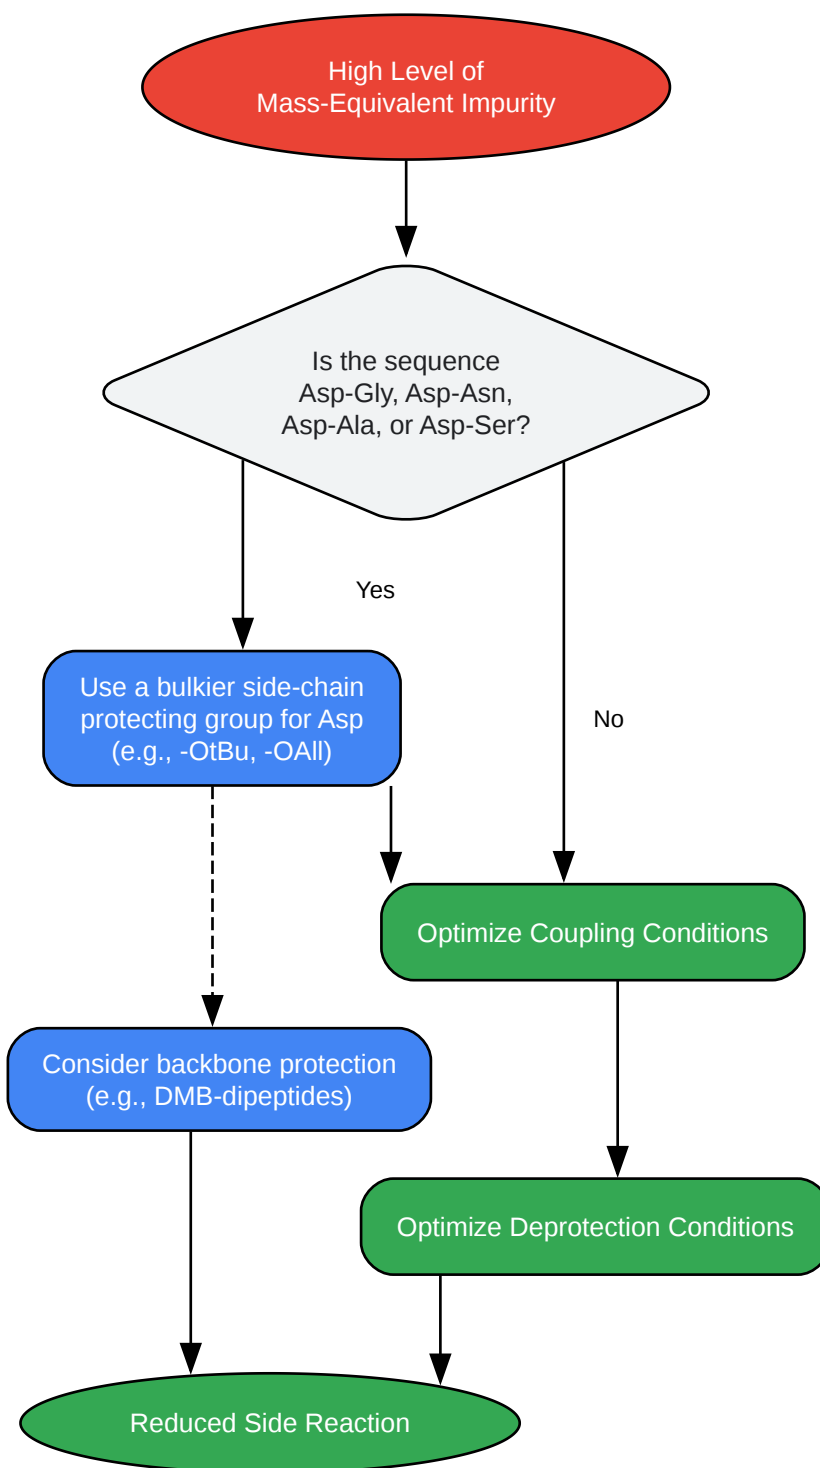 High Level of
Mass-Equivalent Impurity
Is the sequence
Asp-Gly, Asp-Asn,
Asp-Ala, or Asp-Ser?
Yes
Use a bulkier side-chain
protecting group for Asp
(e.g., -OtBu, -OAll)
No
Optimize Coupling Conditions
Consider backbone protection
(e.g., DMB-dipeptides)
Optimize Deprotection Conditions
Reduced Side Reaction